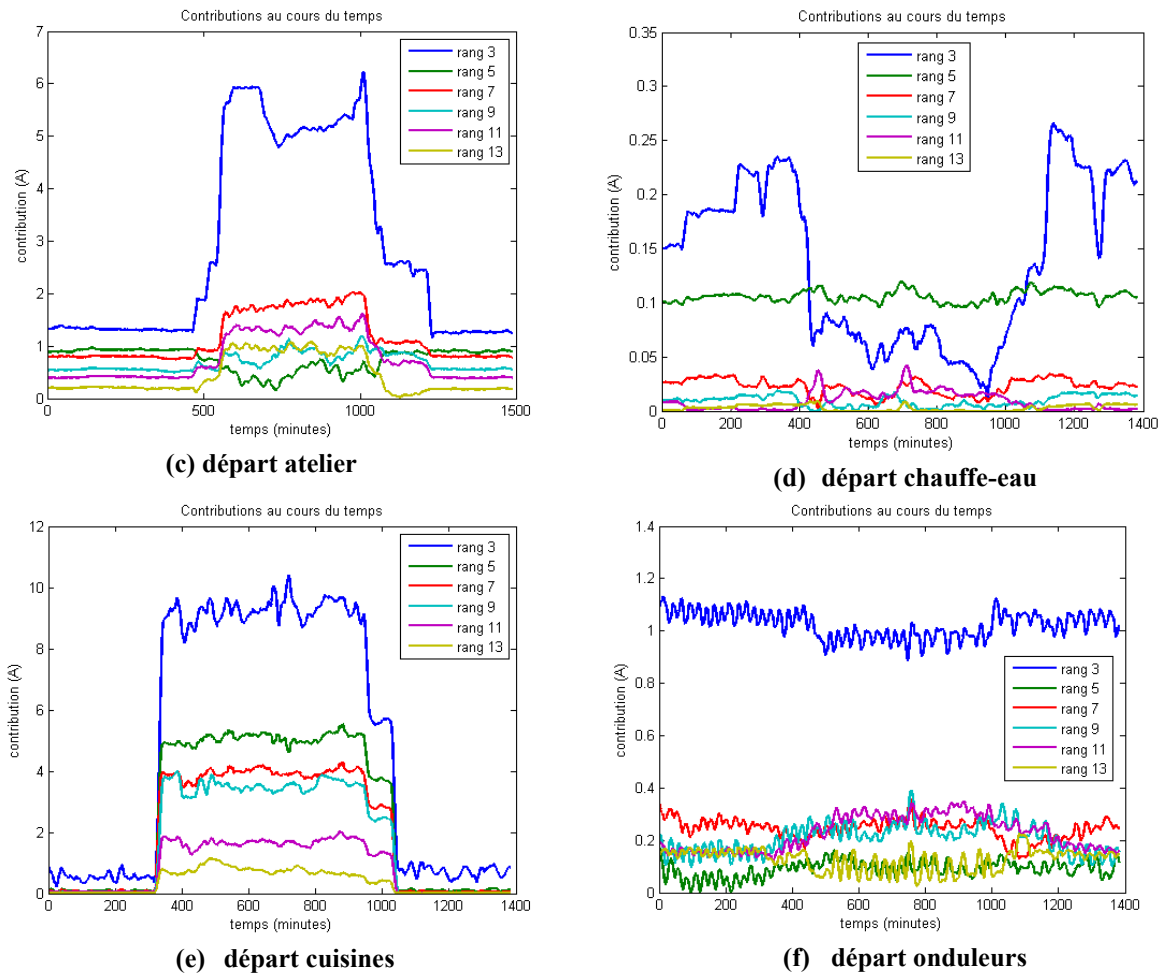 Contributions au cours du temps
7
6
5
4
3
2
1
0
contribution (A)
rang 3
rang 5
rang 7
rang 9
rang 11
rang 13
0
500
1000
1500
temps (minutes)
(c) départ atelier
Contributions au cours du temps
0.35
0.3
0.25
0.2
0.15
0.1
0.05
0
contribution (A)
rang 3
rang 5
rang 7
rang 9
rang 11
rang 13
0
200
400
600
800
1000
1200
1400
temps (minutes)
(d) départ chauffe-eau
Contributions au cours du temps
12
10
8
6
4
2
0
contribution (A)
rang 3
rang 5
rang 7
rang 9
rang 11
rang 13
0
200
400
600
800
1000
1200
1400
temps (minutes)
(e) départ cuisines
Contributions au cours du temps
1.4
1.2
1
0.8
0.6
0.4
0.2
0
contribution (A)
rang 3
rang 5
rang 7
rang 9
rang 11
rang 13
0
200
400
600
800
1000
1200
1400
temps (minutes)
(f) départ onduleurs